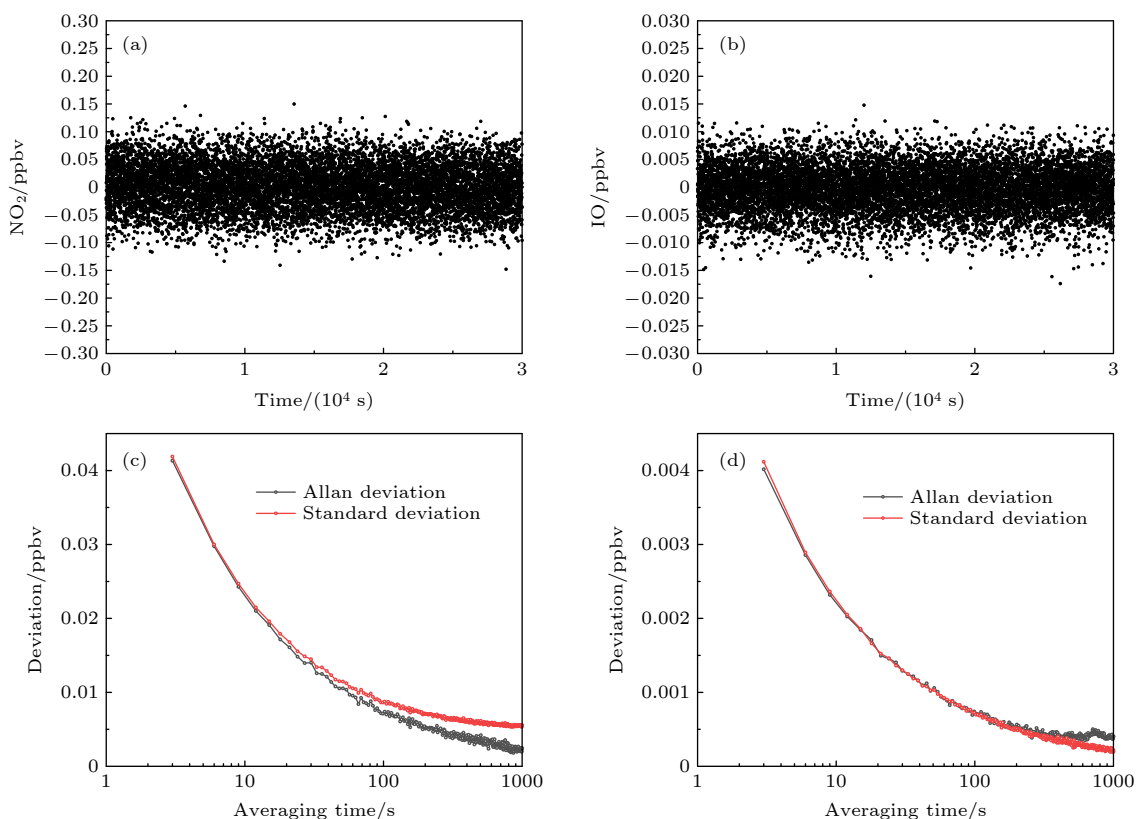 (a)
0.30
0.25
0.20
0.15
0.10
0.05
0
−0.05
−0.10
−0.15
−0.20
−0.25
−0.30
NO₂/ppbv
0 1 2 3
Time/(10⁴ s)
(b)
0.030
0.025
0.020
0.015
0.010
0.005
0
−0.005
−0.010
−0.015
−0.020
−0.025
−0.030
IO/ppbv
0 1 2 3
Time/(10⁴ s)
(c)
Allan deviation
Standard deviation
0.04
0.03
0.02
0.01
0
Deviation/ppbv
1 10 100 1000
Averaging time/s
(d)
Allan deviation
Standard deviation
0.004
0.003
0.002
0.001
0
Deviation/ppbv
1 10 100 1000
Averaging time/s